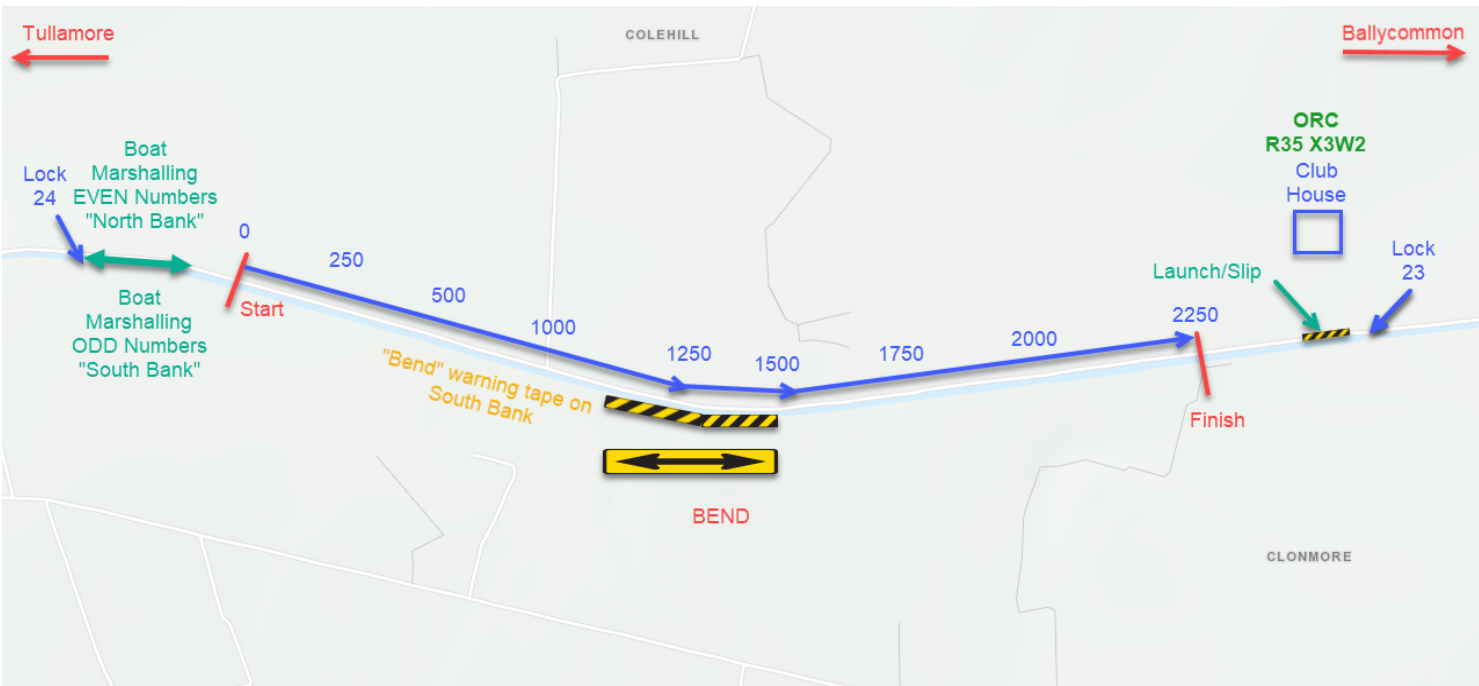 Tullamore
COLEHILL
Ballycommon
ORC
R35 X3W2
Club
House
Boat
Marshalling
EVEN Numbers
"North Bank"
Lock
24
0
250
500
1000
1250
1500
1750
2000
2250
Launch/Slip
Lock
23
Start
Boat
Marshalling
ODD Numbers
"South Bank"
"Bend" warning tape on
South Bank
Finish
BEND
CLONMORE